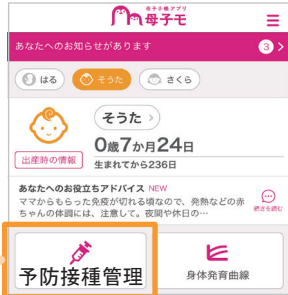 母子手帳アプリ
母子モ
あなたへのお知らせがあります 3
はる そうた さくら
そうた
0歳7か月24日
出産時の情報
生まれてから236日
あなたへのお役立ちアドバイス NEW
ママからもらった免疫が切れる頃なので、発熱などの赤
ちゃんの体調には、注意して。夜間や休日の…
続きを読む
予防接種管理
身体発育曲線